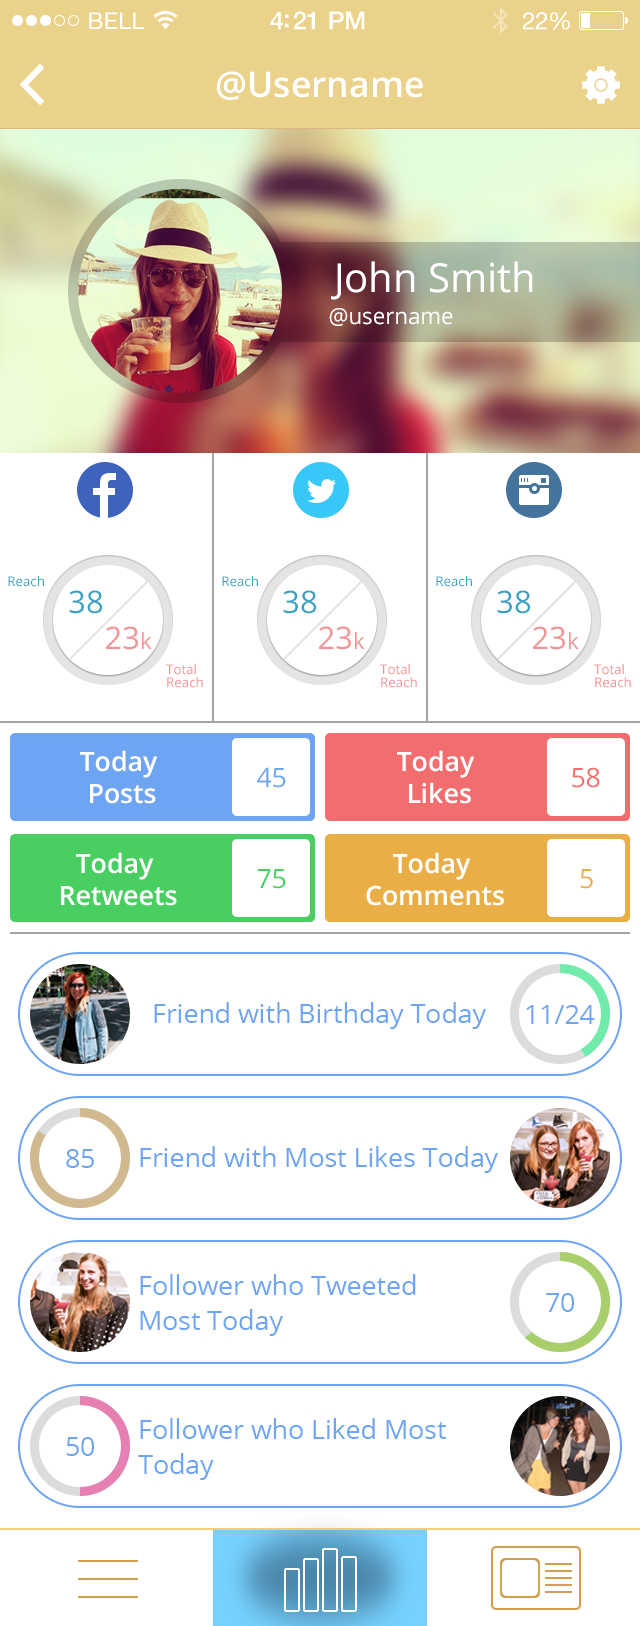 BELL
4:21 PM
22%
@Username
John Smith
@username
Reach
38
23k
Total
Reach
Reach
38
23k
Total
Reach
Reach
38
23k
Total
Reach
Today
Posts
45
Today
Likes
58
Today
Retweets
75
Today
Comments
5
Friend with Birthday Today
11/24
85
Friend with Most Likes Today
Follower who Tweeted
Most Today
70
50
Follower who Liked Most
Today